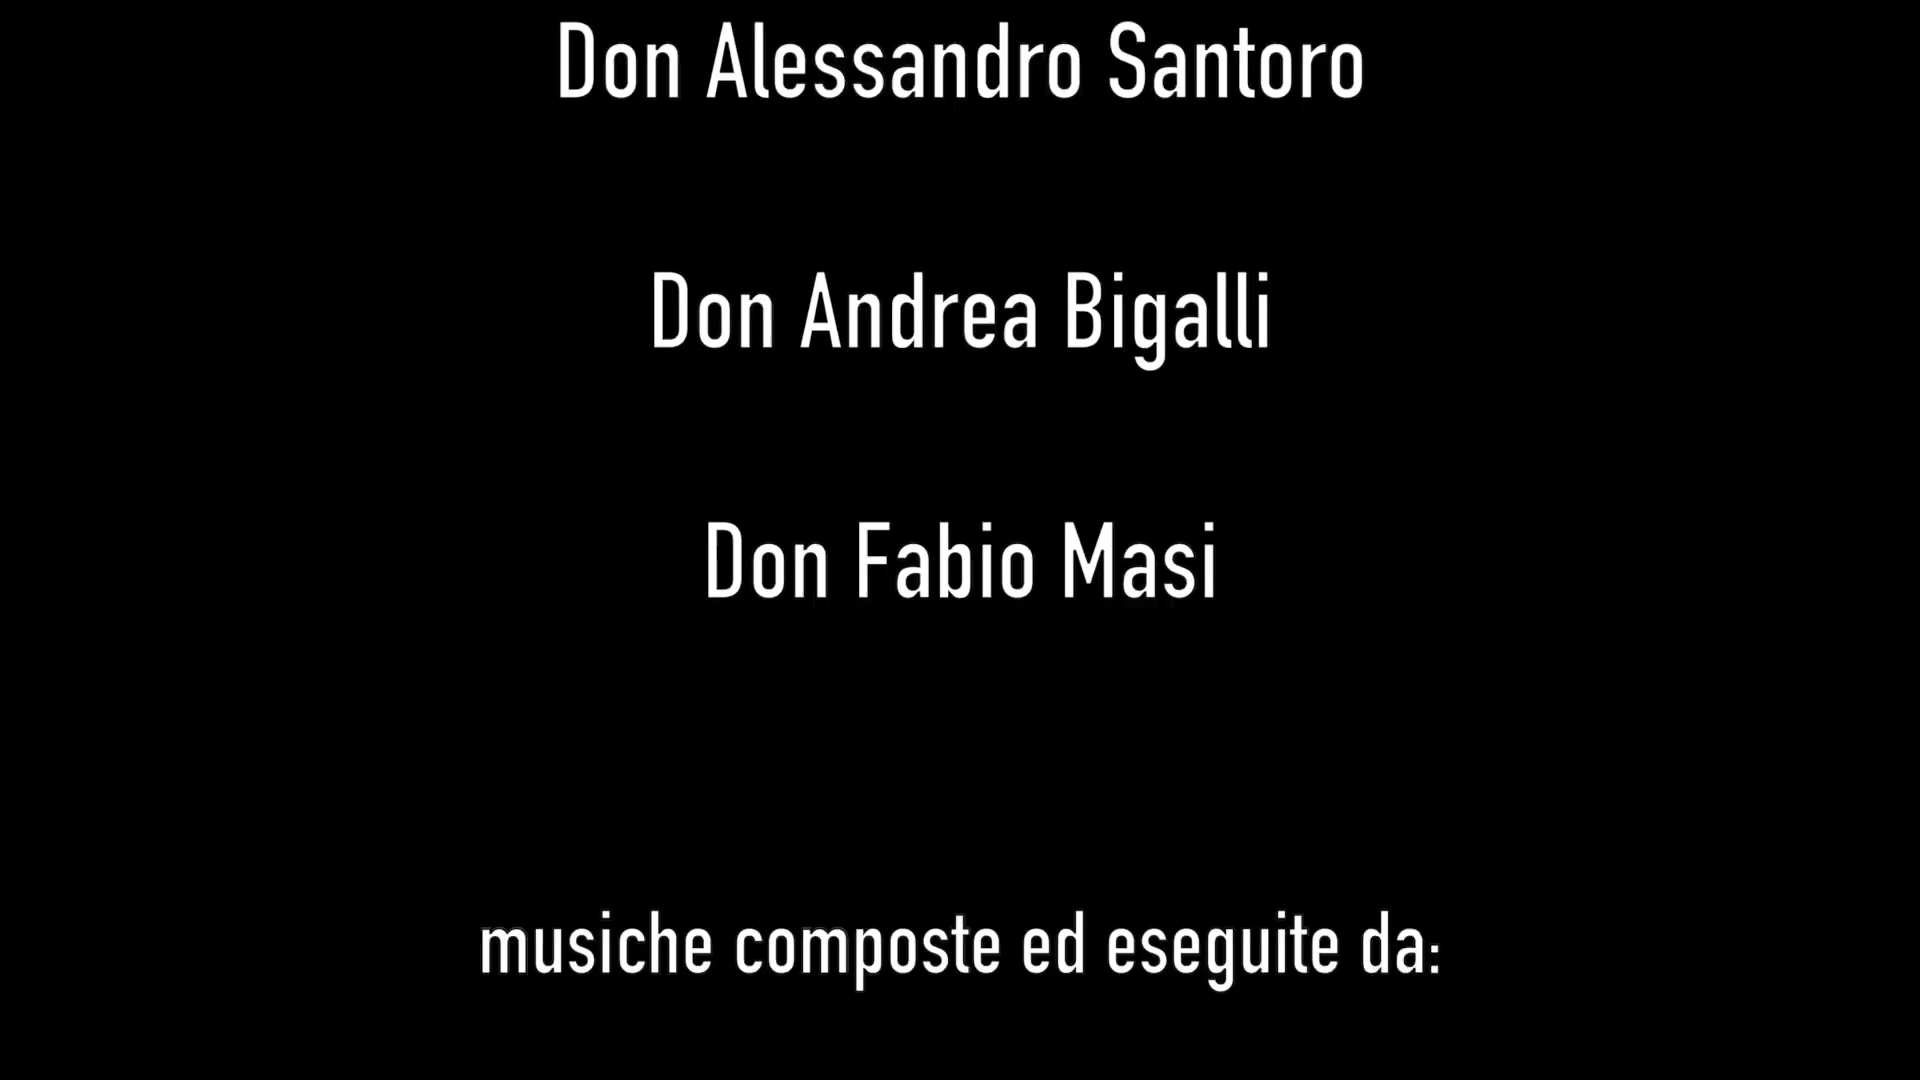 Don Alessandro Santoro
Don Andrea Bigalli
Don Fabio Masi
musiche composte ed eseguite da: